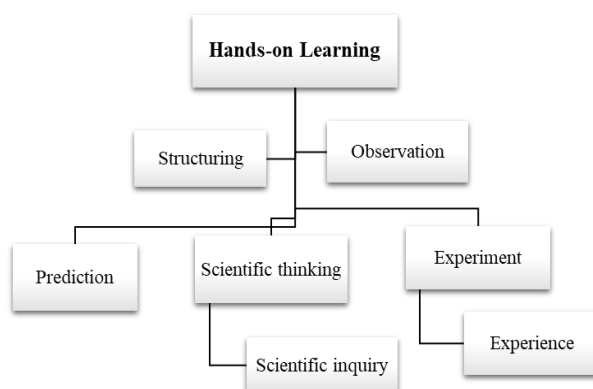 Hands-on Learning
Structuring
Observation
Prediction
Scientific thinking
Experiment
Scientific inquiry
Experience